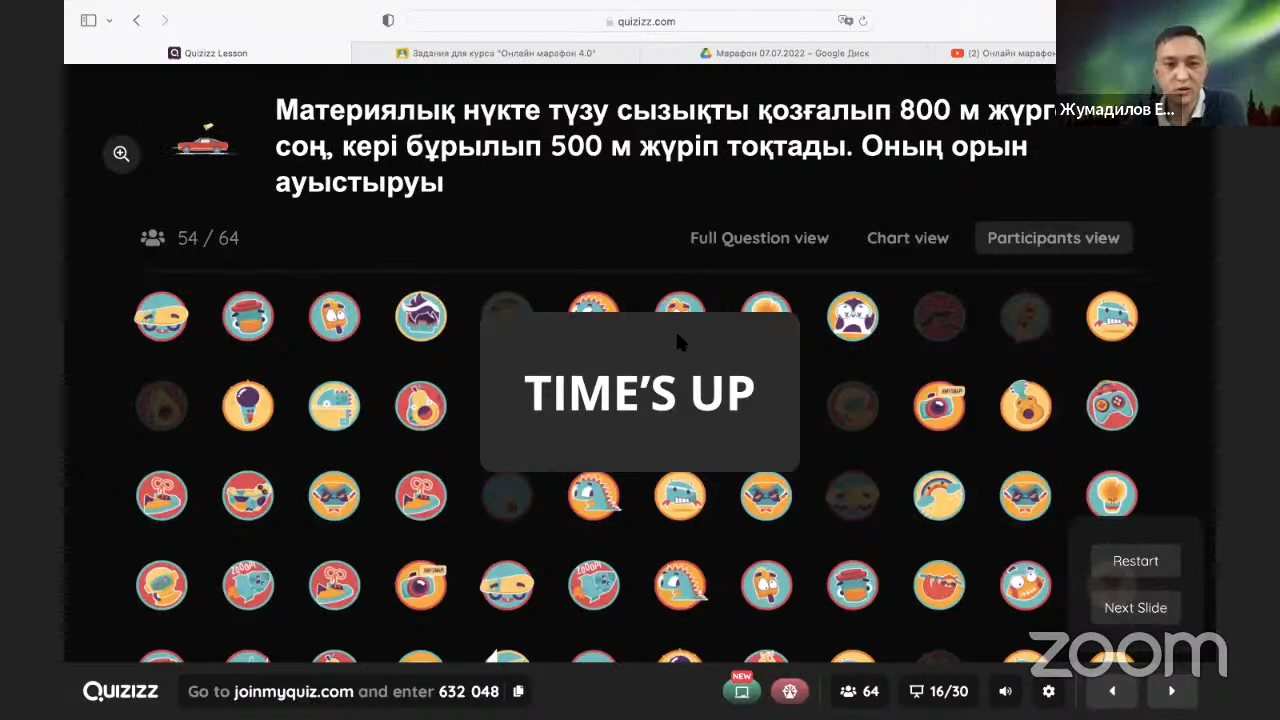 quizizz.com
Quizizz Lesson
Задания для курса "Онлайн марафон 4.0"
Марафон 07.07.2022 – Google Диск
(2) Онлайн марафон
Жумадилов Е...
Материялық нүкте түзу сызықты қозғалып 800 м жүрг
соң, кері бұрылып 500 м жүріп тоқтады. Оның орын
ауыстыруы
54 / 64
Full Question view
Chart view
Participants view
TIME'S UP
ZOOOP!
ZOOOP!
Restart
Next Slide
zoom
Quizizz
Go to joinmyquiz.com and enter 632 048
NEW
64
16/30